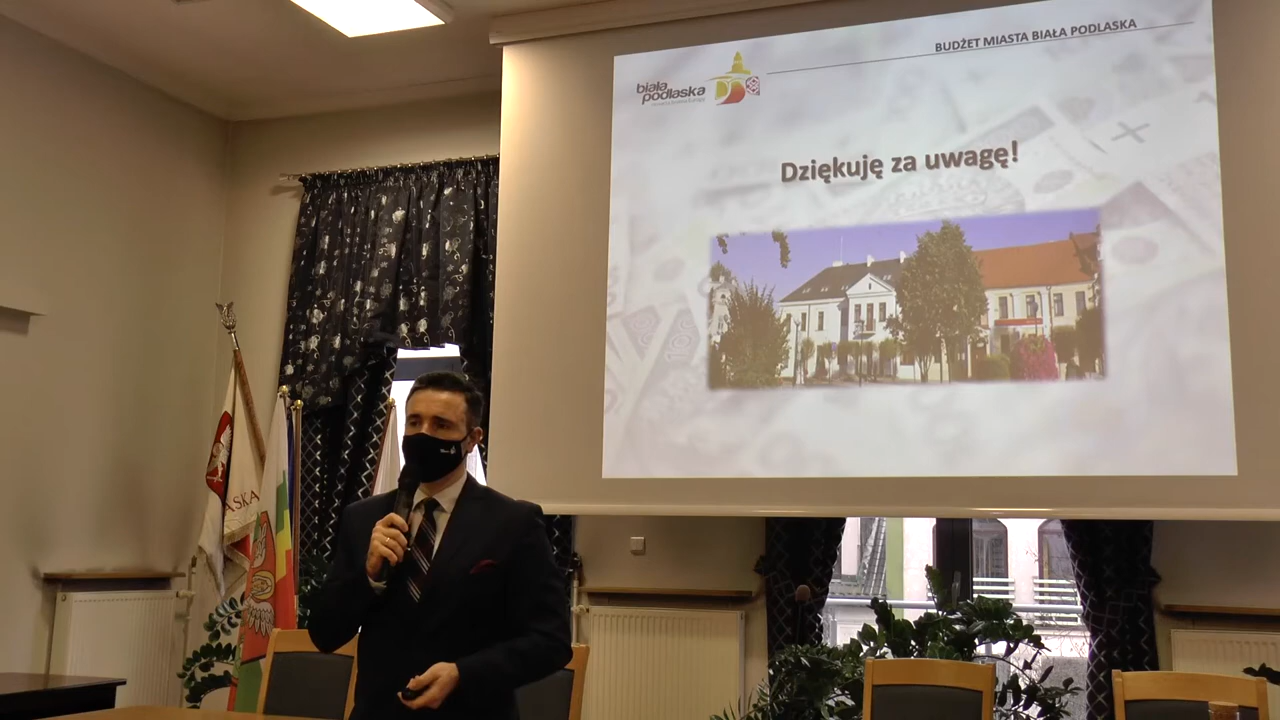 BUDŻET MIASTA BIAŁA PODLASKA
biała
podlaska
Dziękuję za uwagę!
ASKA